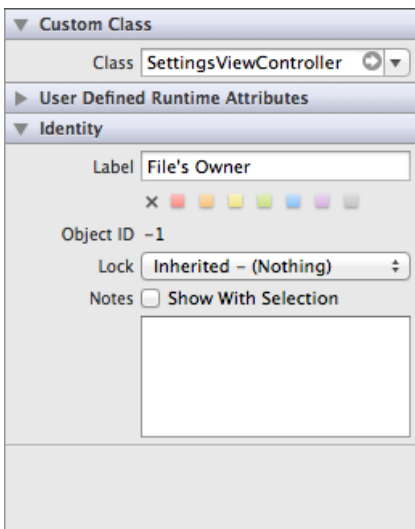 Custom Class
Class SettingsViewController
User Defined Runtime Attributes
Identity
Label File's Owner
Object ID -1
Lock Inherited – (Nothing)
Notes Show With Selection